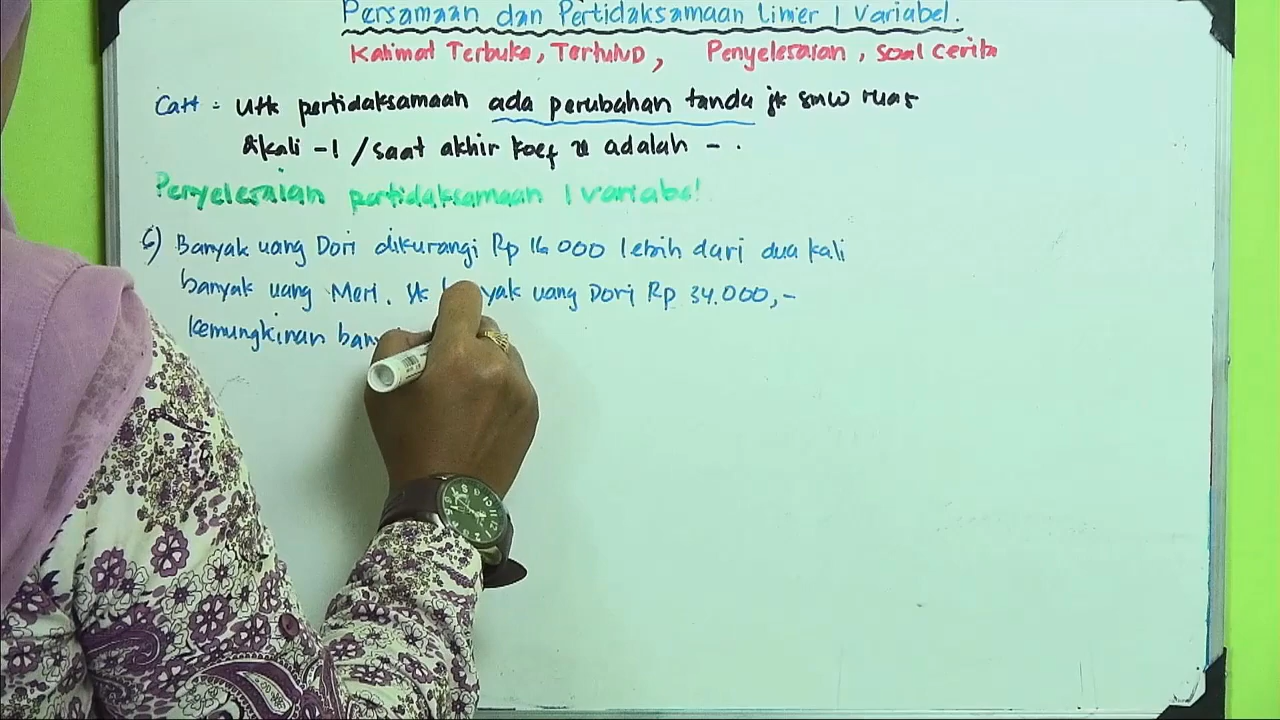 Persamaan dan Pertidaksamaan Linier 1 Variabel.
Kalimat Terbuka, Tertutup, Penyelesaian, soal cerita
Catt : Utk pertidaksamaan ada perubahan tanda jk smw ruas
dikali -1 / saat akhir koef x adalah - .
Penyelesaian pertidaksamaan 1 variabel
6) Banyak uang Dori dikurangi Rp 16.000 lebih dari dua kali
banyak uang Meri. Jk uang Dori Rp 34.000,-
Kemungkinan